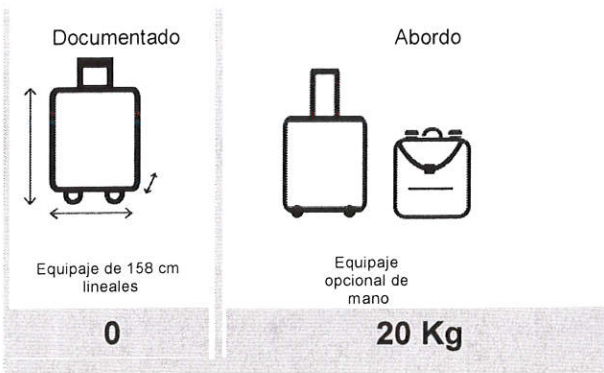 Documentado
Abordo
Equipaje de 158 cm
lineales
Equipaje
opcional de
mano
0
20 Kg